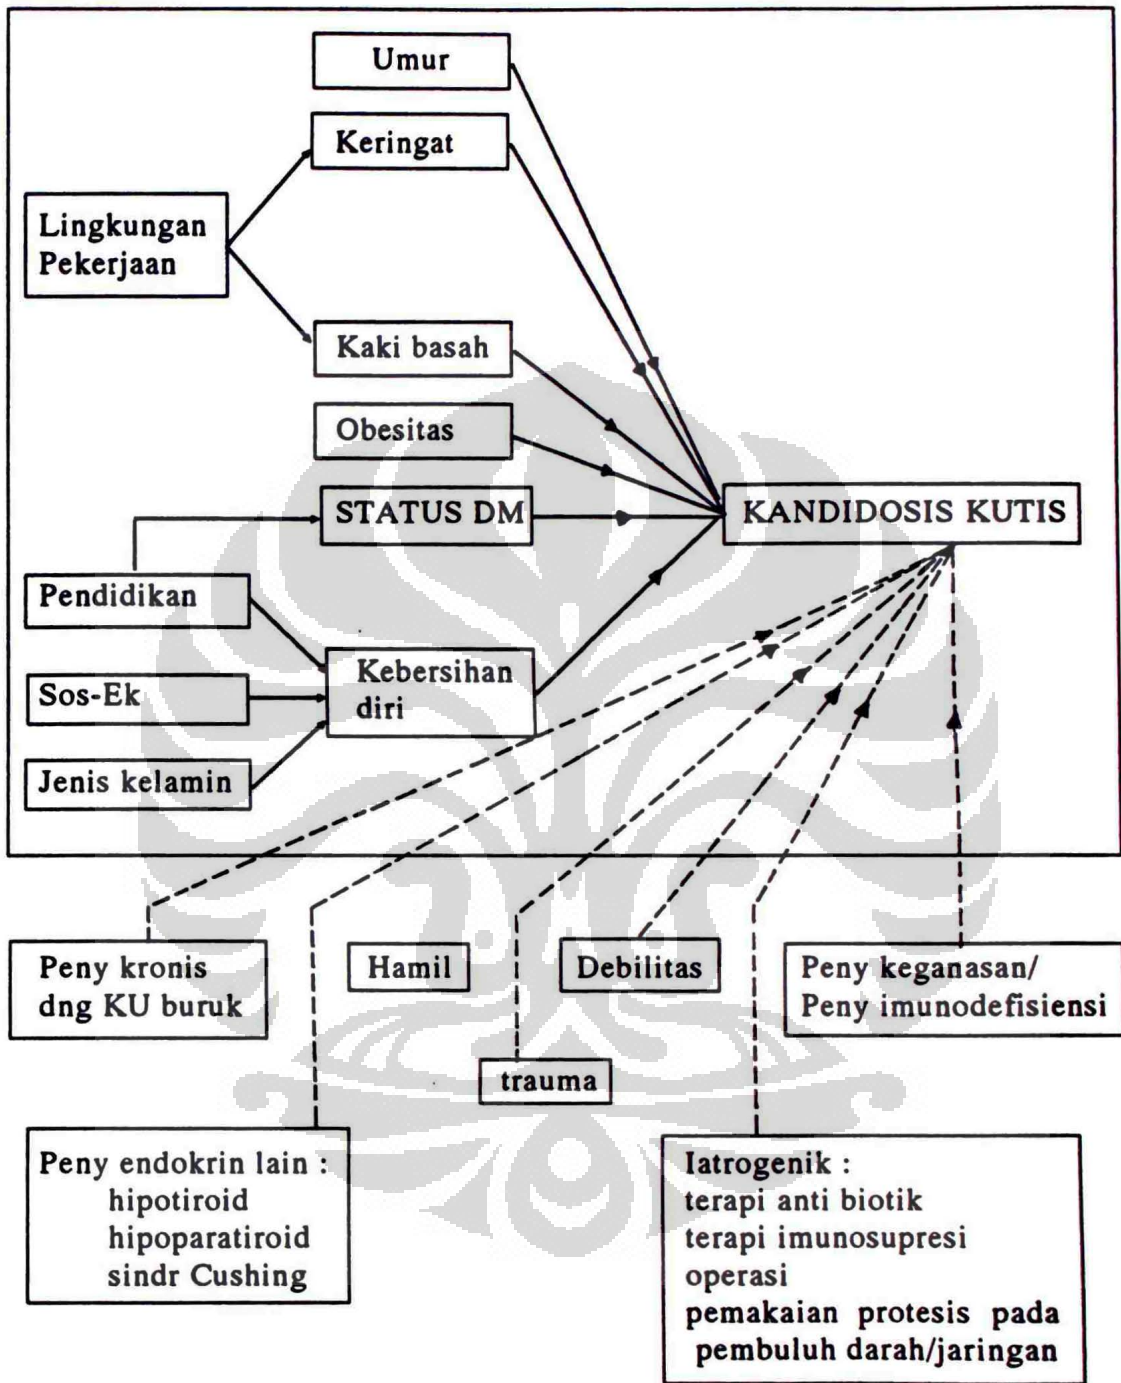 Umur
Keringat
Lingkungan
Pekerjaan
Kaki basah
Obesitas
STATUS DM
KANDIDOSIS KUTIS
Pendidikan
Kebersihan
diri
Sos-Ek
Jenis kelamin
Peny kronis
dng KU buruk
Hamil
Debilitas
Peny keganasan/
Peny imunodefisiensi
trauma
Peny endokrin lain :
hipotiroid
hipoparatiroid
sindr Cushing
Iatrogenik :
terapi anti biotik
terapi imunosupresi
operasi
pemakaian protesis pada
pembuluh darah/jaringan